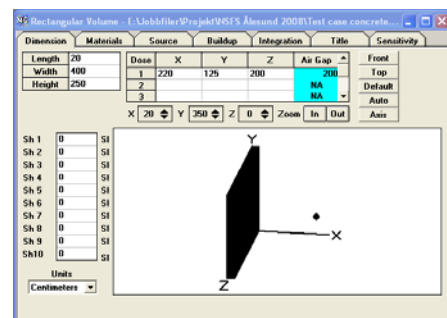 Rectangular Volume - E:\Jobbfiler\Projekt\NSFS Ålesund 2008\Test case concrete....
Dimension Materials Source Buildup Integration Title Sensitivity
Length 20
Width 400
Height 250
Dose X Y Z Air Gap
1 220 125 200 200
2 NA
3 NA
Front
Top
Default
Auto
Axis
X 20 Y 350 Z 0 Zoom In Out
Sh 1 0 Sl
Sh 2 0 Sl
Sh 3 0 Sl
Sh 4 0 Sl
Sh 5 0 Sl
Sh 6 0 Sl
Sh 7 0 Sl
Sh 8 0 Sl
Sh 9 0 Sl
Sh10 0 Sl
Units
Centimeters
Y
X
Z